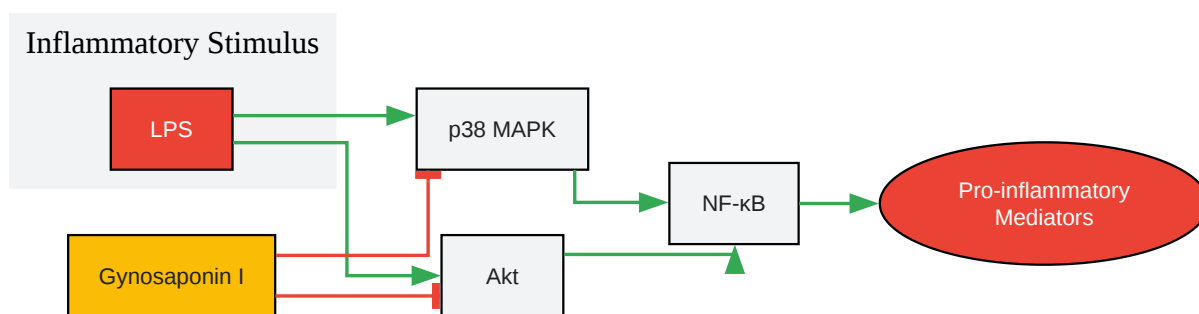 Inflammatory Stimulus
LPS
p38 MAPK
NF-κB
Pro-inflammatory
Mediators
Gynosaponin I
Akt